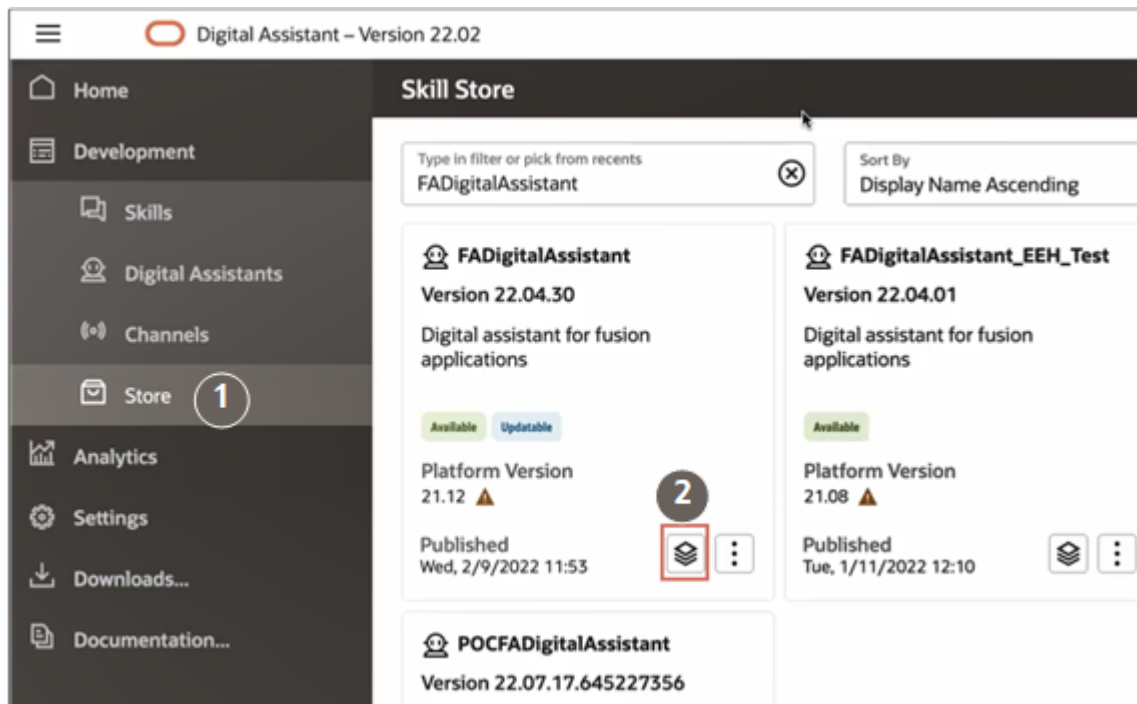 Digital Assistant – Version 22.02
Home
Development
Skills
Digital Assistants
Channels
Store
1
Analytics
Settings
Downloads...
Documentation...
Skill Store
Type in filter or pick from recents
FADigitalAssistant
Sort By
Display Name Ascending
FADigitalAssistant
Version 22.04.30
Digital assistant for fusion
applications
Available Updatable
Platform Version
21.12
2
Published
Wed, 2/9/2022 11:53
FADigitalAssistant_EEH_Test
Version 22.04.01
Digital assistant for fusion
applications
Available
Platform Version
21.08
Published
Tue, 1/11/2022 12:10
POCFADigitalAssistant
Version 22.07.17.645227356